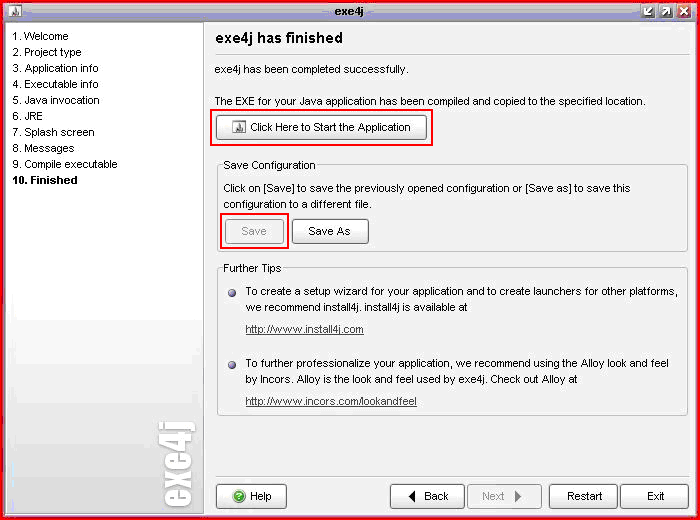 exe4j
1. Welcome
2. Project type
3. Application info
4. Executable info
5. Java invocation
6. JRE
7. Splash screen
8. Messages
9. Compile executable
10. Finished
exe4j
exe4j has finished
exe4j has been completed successfully.
The EXE for your Java application has been compiled and copied to the specified location.
Click Here to Start the Application
Save Configuration
Click on [Save] to save the previously opened configuration or [Save as] to save this
configuration to a different file.
Save
Save As
Further Tips
To create a setup wizard for your application and to create launchers for other platforms,
we recommend install4j. install4j is available at
http://www.install4j.com
To further professionalize your application, we recommend using the Alloy look and feel
by Incors. Alloy is the look and feel used by exe4j. Check out Alloy at
http://www.incors.com/lookandfeel
Help
Back
Next
Restart
Exit